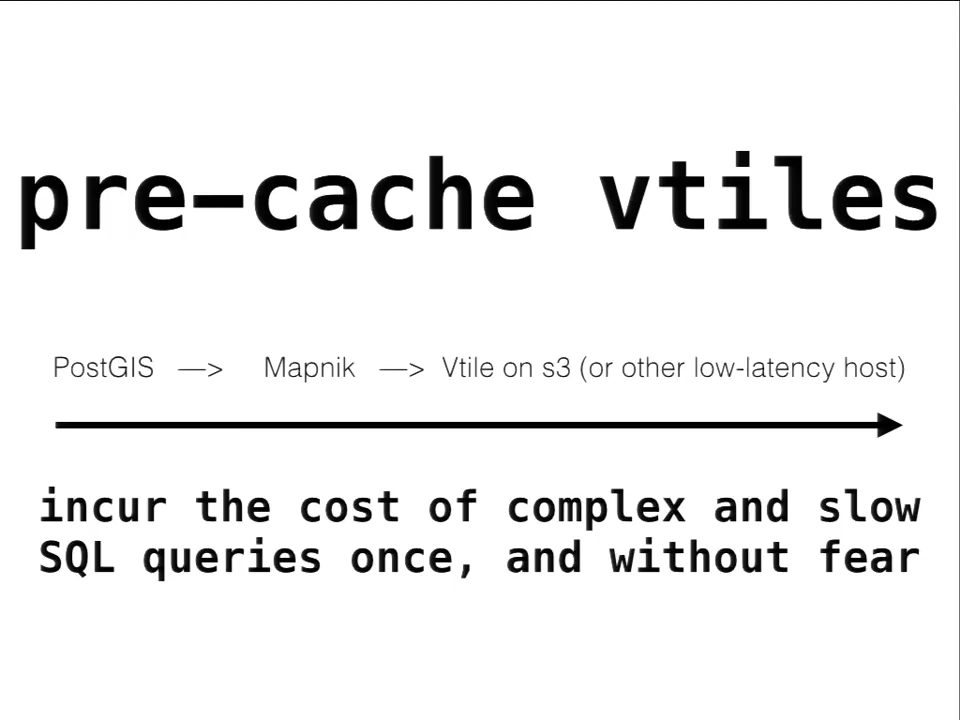 pre-cache vtiles
PostGIS —> Mapnik —> Vtile on s3 (or other low-latency host)
incur the cost of complex and slow
SQL queries once, and without fear